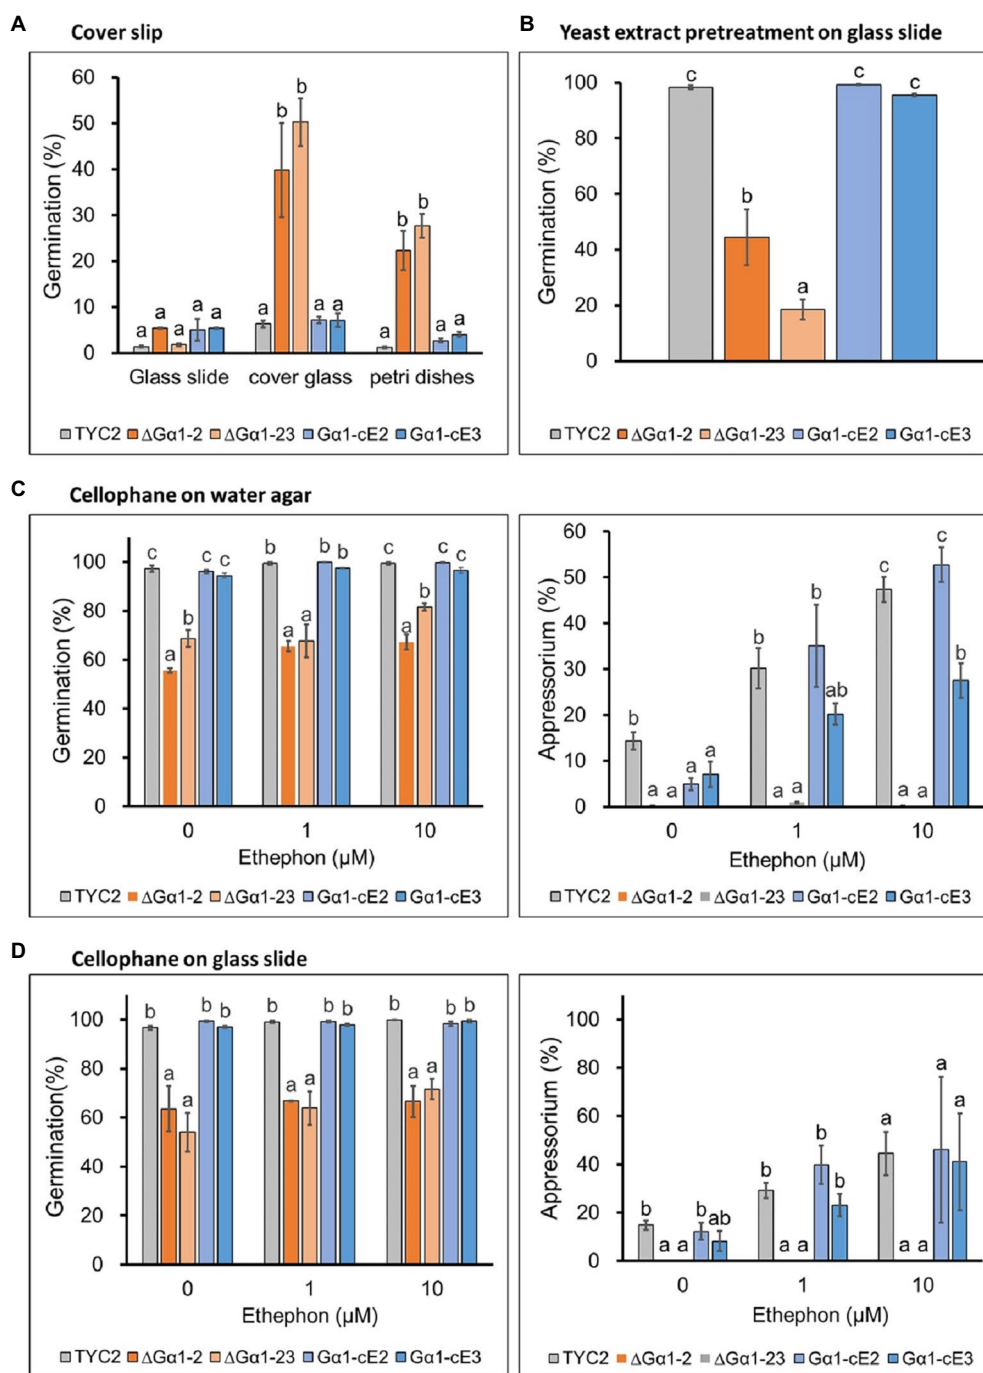 A
Cover slip
Germination (%)
60
50
40
30
20
10
0
a a a a a
a b b a a
a b b a a
Glass slide cover glass petri dishes
TYC2 ΔGα1-2 ΔGα1-23 Gα1-cE2 Gα1-cE3
B
Yeast extract pretreatment on glass slide
Germination (%)
100
80
60
40
20
0
c b a c c
TYC2 ΔGα1-2 ΔGα1-23 Gα1-cE2 Gα1-cE3
C
Cellophane on water agar
Germination (%)
100
80
60
40
20
0
c a b c c
b a a b b
c a b c c
0 1 10
Ethephon (µM)
TYC2 ΔGα1-2 ΔGα1-23 Gα1-cE2 Gα1-cE3
Appressorium (%)
60
50
40
30
20
10
0
b a a a a
b a a b ab
c a a c b
0 1 10
Ethephon (µM)
TYC2 ΔGα1-2 ΔGα1-23 Gα1-cE2 Gα1-cE3
D
Cellophane on glass slide
Germination(%)
100
80
60
40
20
0
b a a b b
b a a b b
b a a b b
0 1 10
Ethephon (µM)
TYC2 ΔGα1-2 ΔGα1-23 Gα1-cE2 Gα1-cE3
Appressorium (%)
100
80
60
40
20
0
b a a b ab
b a a b b
a a a a a
0 1 10
Ethephon (µM)
TYC2 ΔGα1-2 ΔGα1-23 Gα1-cE2 Gα1-cE3